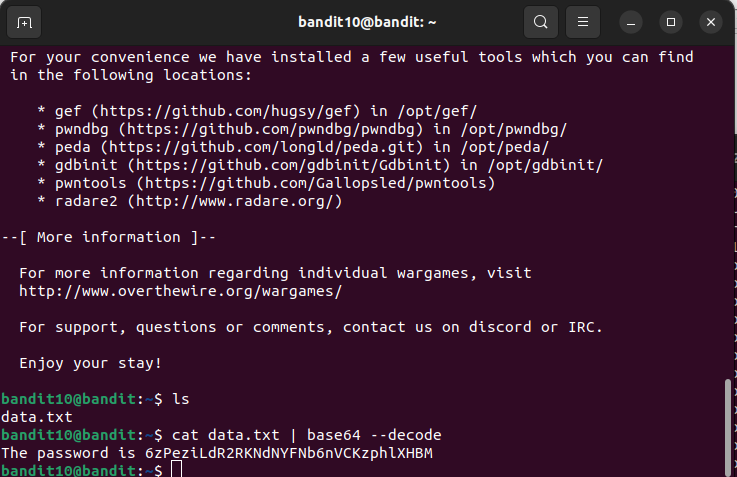 bandit10@bandit: ~
For your convenience we have installed a few useful tools which you can find
in the following locations:
* gef (https://github.com/hugsy/gef) in /opt/gef/
* pwndbg (https://github.com/pwndbg/pwndbg) in /opt/pwndbg/
* peda (https://github.com/longld/peda.git) in /opt/peda/
* gdbinit (https://github.com/gdbinit/Gdbinit) in /opt/gdbinit/
* pwntools (https://github.com/Gallopsled/pwntools)
* radare2 (http://www.radare.org/)
--[ More information ]--
For more information regarding individual wargames, visit
http://www.overthewire.org/wargames/
For support, questions or comments, contact us on discord or IRC.
Enjoy your stay!
bandit10@bandit:~$ ls
data.txt
bandit10@bandit:~$ cat data.txt | base64 --decode
The password is 6zPeziLdR2RKNdNYFNb6nVCKzphlXHBM
bandit10@bandit:~$